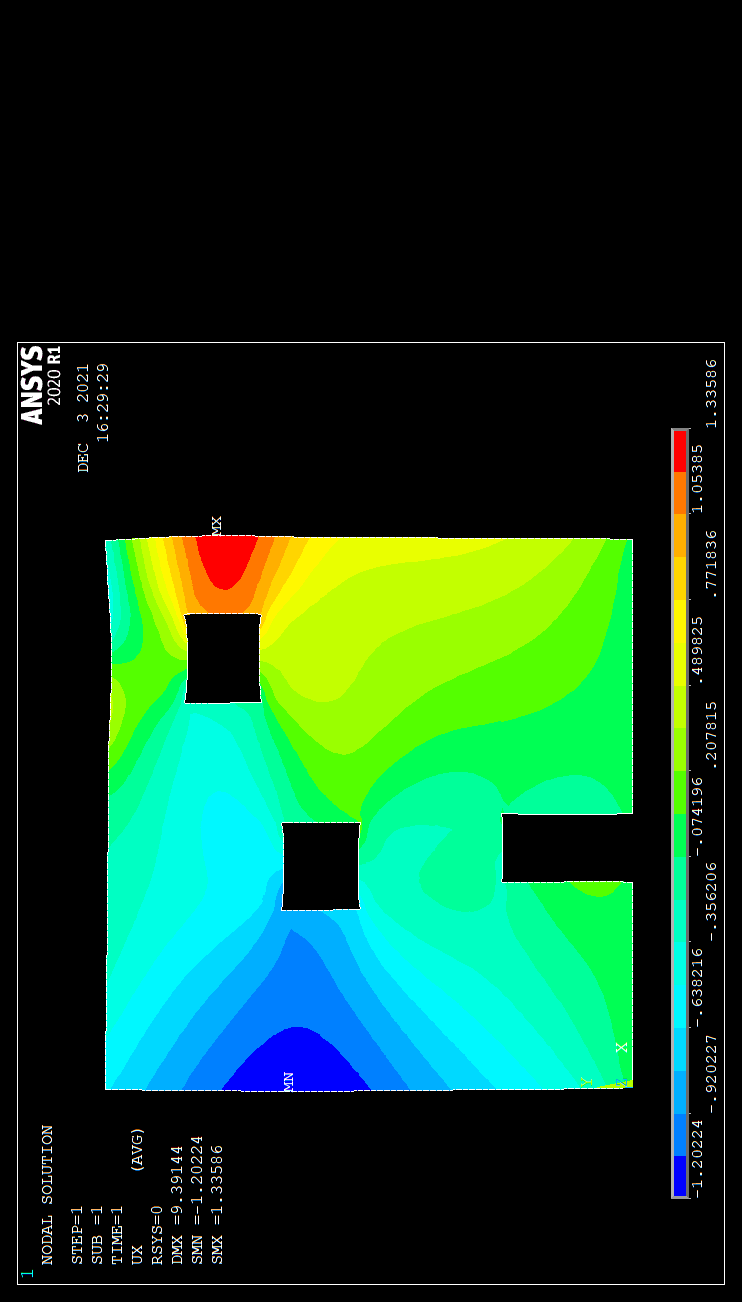 1
NODAL SOLUTION
STEP=1
SUB =1
TIME=1
UX (AVG)
RSYS=0
DMX =9.39144
SMN =-1.20224
SMX =1.33586
ANSYS
2020 R1
DEC 3 2021
16:29:29
MX
MN
Y
Z X
-1.20224 -.920227 -.638216 -.356206 -.074196 .207815 .489825 .771836 1.05385 1.33586